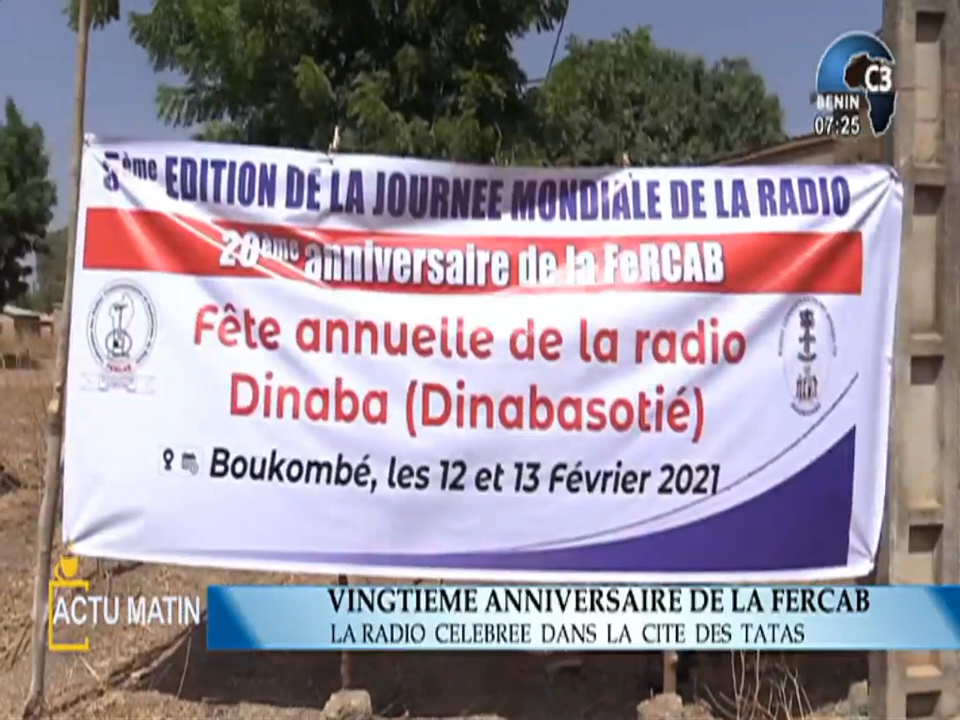 C3
BENIN
07:25
5ème EDITION DE LA JOURNEE MONDIALE DE LA RADIO
20ème anniversaire de la FeRCAB
Fête annuelle de la radio
Dinaba (Dinabasotié)
Boukombé, les 12 et 13 Février 2021
FERCAB
ACTU MATIN
VINGTIEME ANNIVERSAIRE DE LA FERCAB
LA RADIO CELEBREE DANS LA CITE DES TATAS